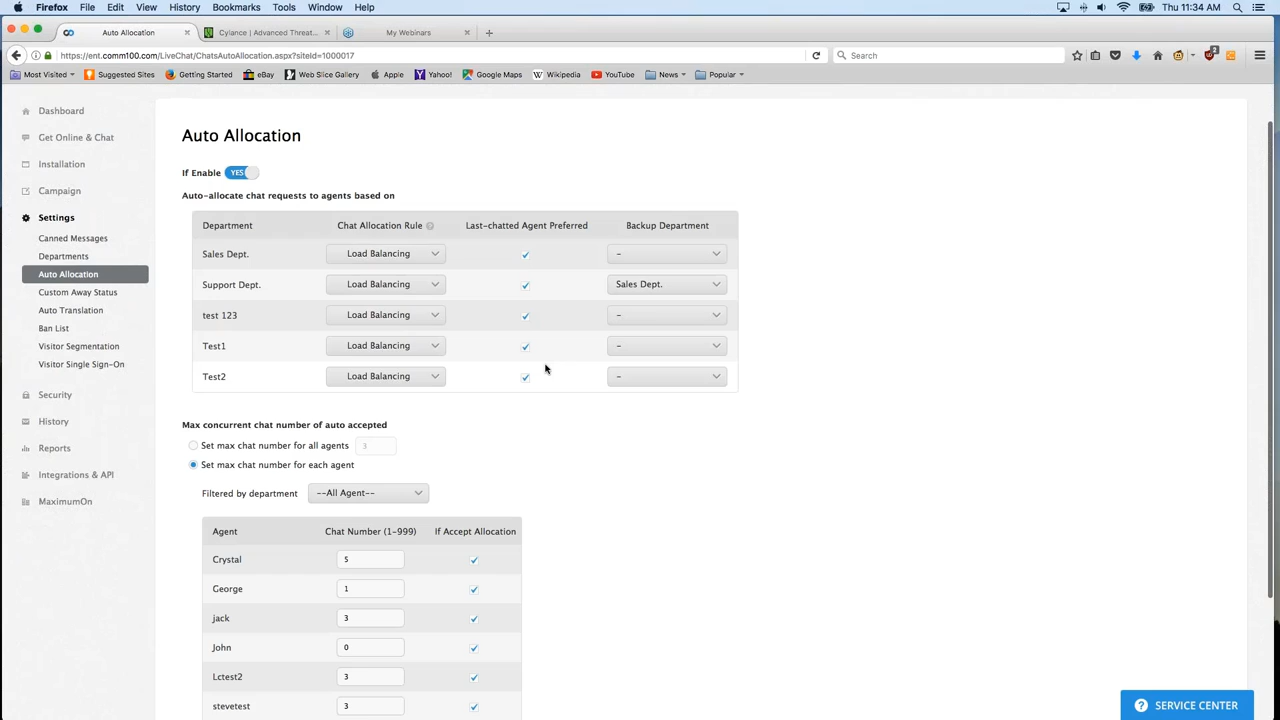 Firefox File Edit View History Bookmarks Tools Window Help Thu 11:34 AM
Auto Allocation Cylance | Advanced Threat... My Webinars
https://ent.comm100.com/LiveChat/ChatsAutoAllocation.aspx?siteId=1000017 Search 2
Most Visited Suggested Sites Getting Started eBay Web Slice Gallery Apple Yahoo! Google Maps Wikipedia YouTube News Popular
Dashboard
Get Online & Chat
Installation
Campaign
Settings
Canned Messages
Departments
Auto Allocation
Custom Away Status
Auto Translation
Ban List
Visitor Segmentation
Visitor Single Sign-On
Security
History
Reports
Integrations & API
MaximumOn
Auto Allocation
If Enable YES
Auto-allocate chat requests to agents based on
Department Chat Allocation Rule ? Last-chatted Agent Preferred Backup Department
Sales Dept. Load Balancing –
Support Dept. Load Balancing Sales Dept.
test 123 Load Balancing –
Test1 Load Balancing –
Test2 Load Balancing –
Max concurrent chat number of auto accepted
Set max chat number for all agents 3
Set max chat number for each agent
Filtered by department --All Agent--
Agent Chat Number (1-999) If Accept Allocation
Crystal 5
George 1
jack 3
John 0
Lctest2 3
stevetest 3
? SERVICE CENTER